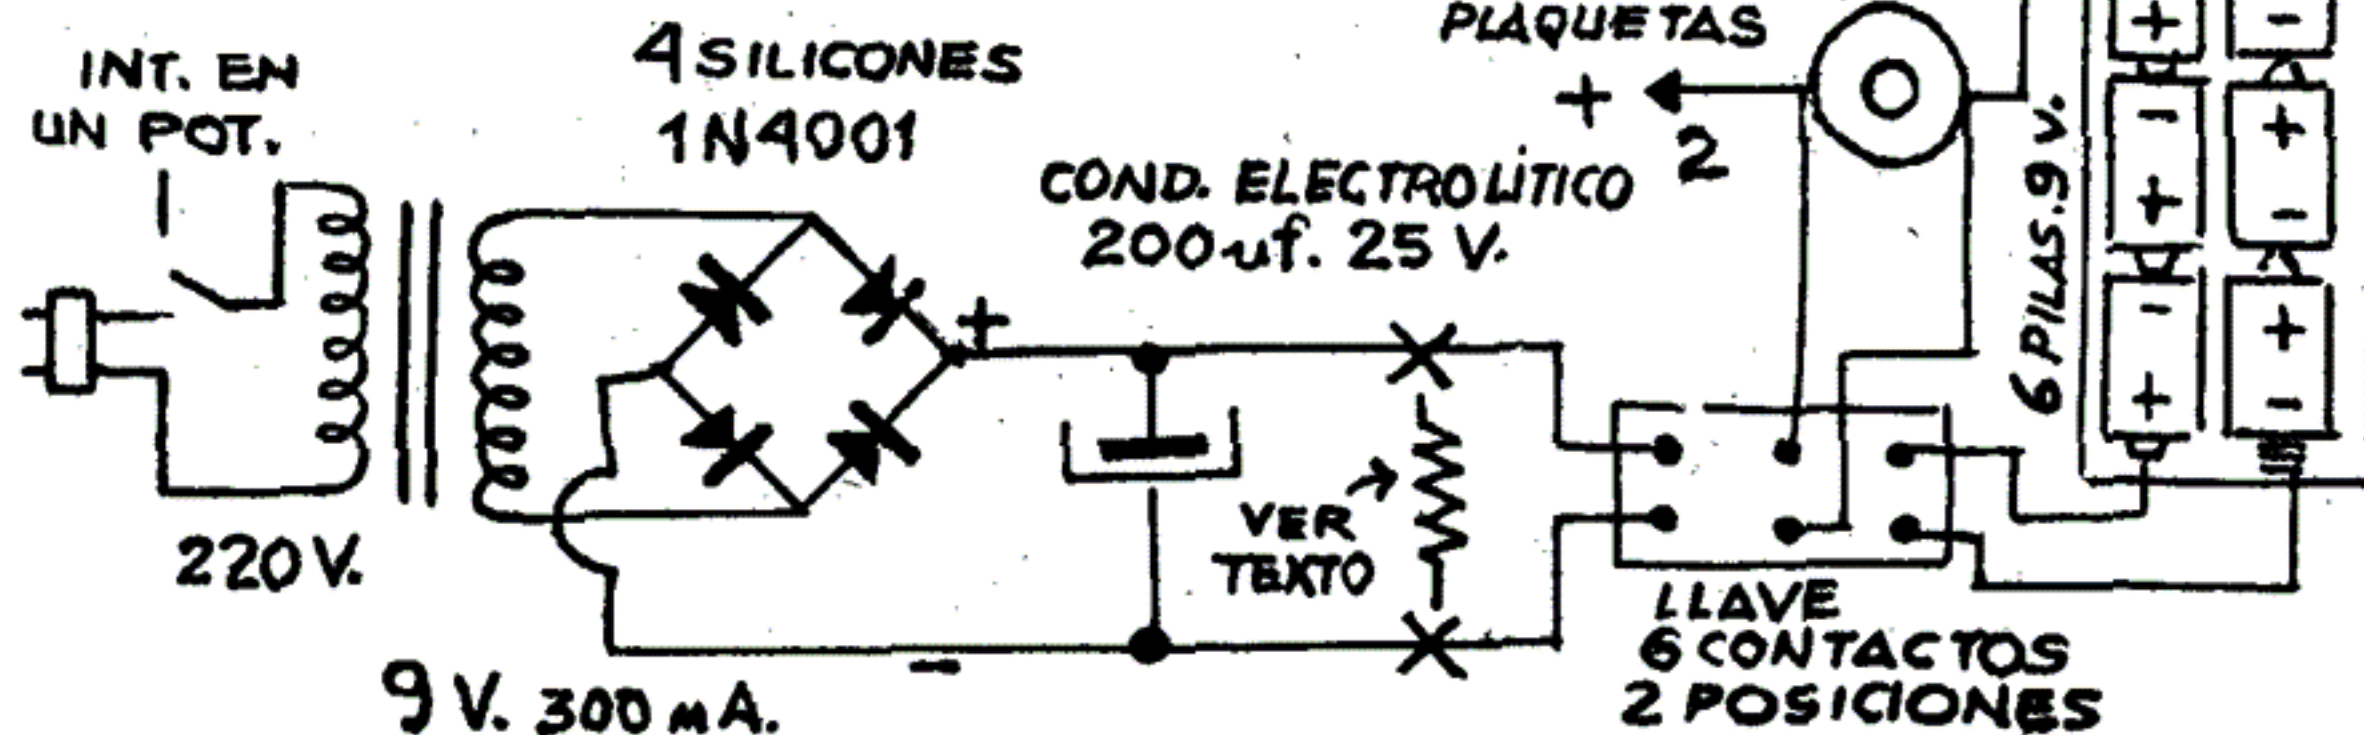 INT. EN
UN POT.
4 SILICONES
1N4001
PLAQUETAS
+
2
COND. ELECTROLÍTICO
200 uf. 25 V.
+
6 PILAS. 9 V.
+ -
- +
+ -
- +
+ -
220 V.
VER
TEXTO
-
9 V. 300 mA.
LLAVE
6 CONTACTOS
2 POSICIONES